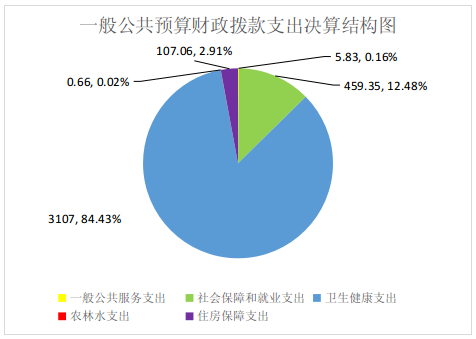 一般公共预算财政拨款支出决算结构图
107.06, 2.91%
5.83, 0.16%
0.66, 0.02%
459.35, 12.48%
3107, 84.43%
一般公共服务支出 社会保障和就业支出 卫生健康支出
农林水支出 住房保障支出